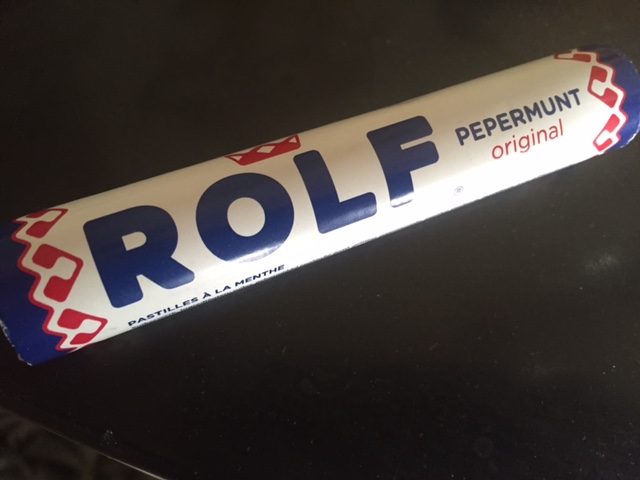 ROLF
PEPERMUNT
original
PASTILLES À LA MENTHE